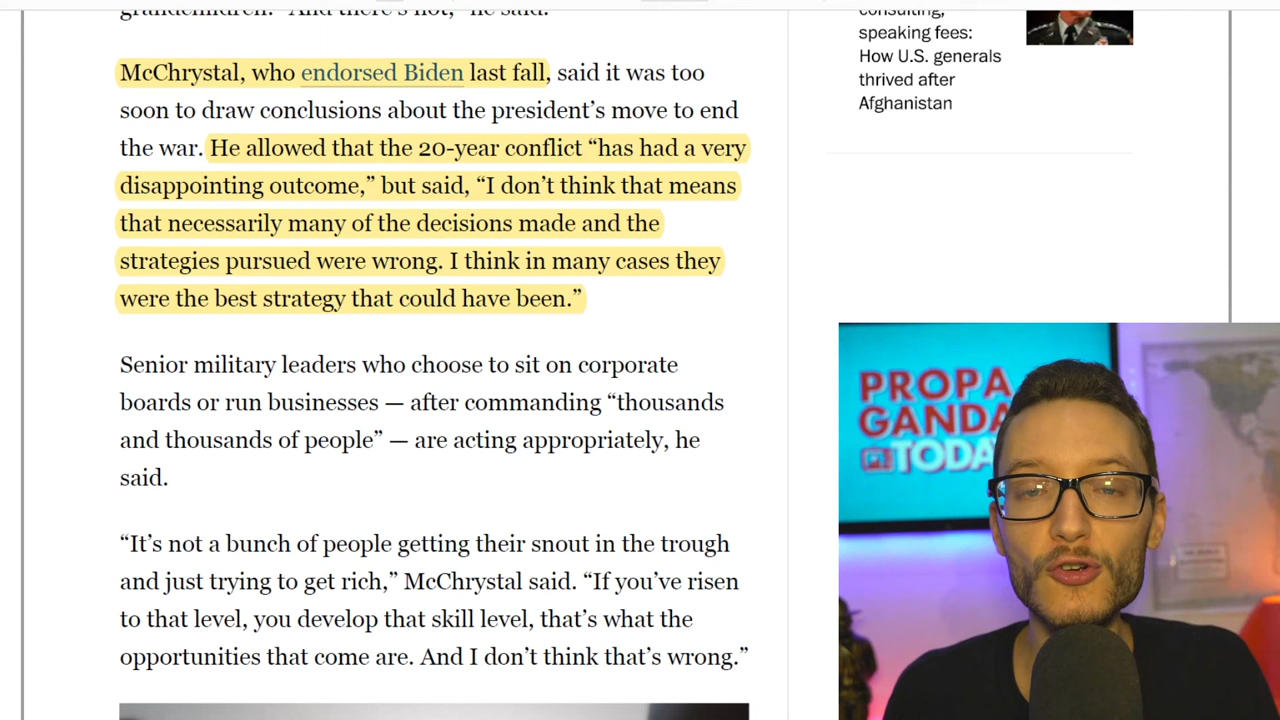 grandchildren. “And there’s not,” he said.
McChrystal, who endorsed Biden last fall, said it was too
soon to draw conclusions about the president’s move to end
the war. He allowed that the 20-year conflict “has had a very
disappointing outcome,” but said, “I don’t think that means
that necessarily many of the decisions made and the
strategies pursued were wrong. I think in many cases they
were the best strategy that could have been.”
Senior military leaders who choose to sit on corporate
boards or run businesses — after commanding “thousands
and thousands of people” — are acting appropriately, he
said.
“It’s not a bunch of people getting their snout in the trough
and just trying to get rich,” McChrystal said. “If you’ve risen
to that level, you develop that skill level, that’s what the
opportunities that come are. And I don’t think that’s wrong.”
consulting,
speaking fees:
How U.S. generals
thrived after
Afghanistan
PROPA
GANDA
TODA